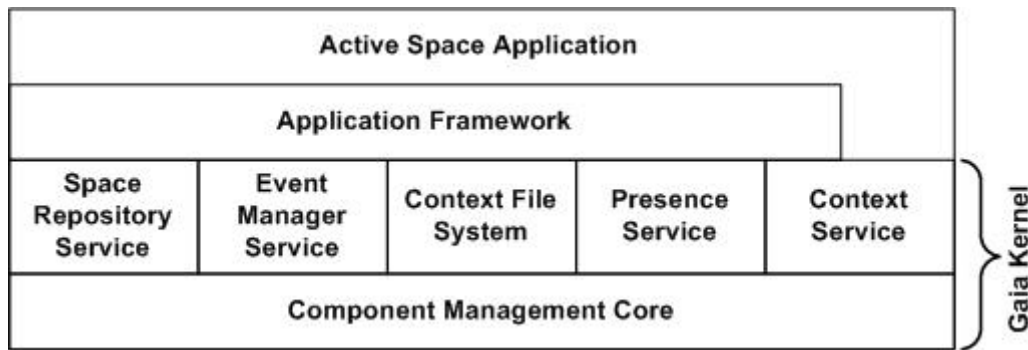 Active Space Application
Application Framework
Space
Repository
Service
Event
Manager
Service
Context File
System
Presence
Service
Context
Service
Component Management Core
Gaia Kernel